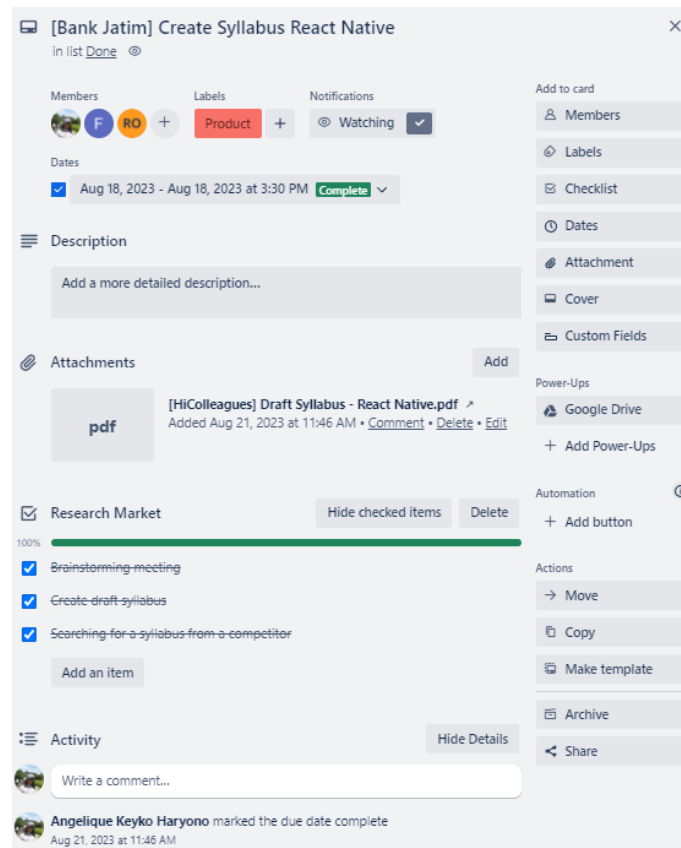 [Bank Jatim] Create Syllabus React Native
in list Done
Members
Labels
Notifications
F
RO
+
Product
+
Watching
Dates
Aug 18, 2023 - Aug 18, 2023 at 3:30 PM Complete
Description
Add a more detailed description...
Attachments
Add
pdf
[HiColleagues] Draft Syllabus - React Native.pdf ↗
Added Aug 21, 2023 at 11:46 AM • Comment • Delete • Edit
Research Market
Hide checked items
Delete
100%
Brainstorming meeting
Create draft syllabus
Searching for a syllabus from a competitor
Add an item
Activity
Hide Details
Write a comment...
Angelique Keyko Haryono marked the due date complete
Aug 21, 2023 at 11:46 AM
Add to card
Members
Labels
Checklist
Dates
Attachment
Cover
Custom Fields
Power-Ups
Google Drive
+ Add Power-Ups
Automation
+ Add button
Actions
→ Move
Copy
Make template
Archive
Share